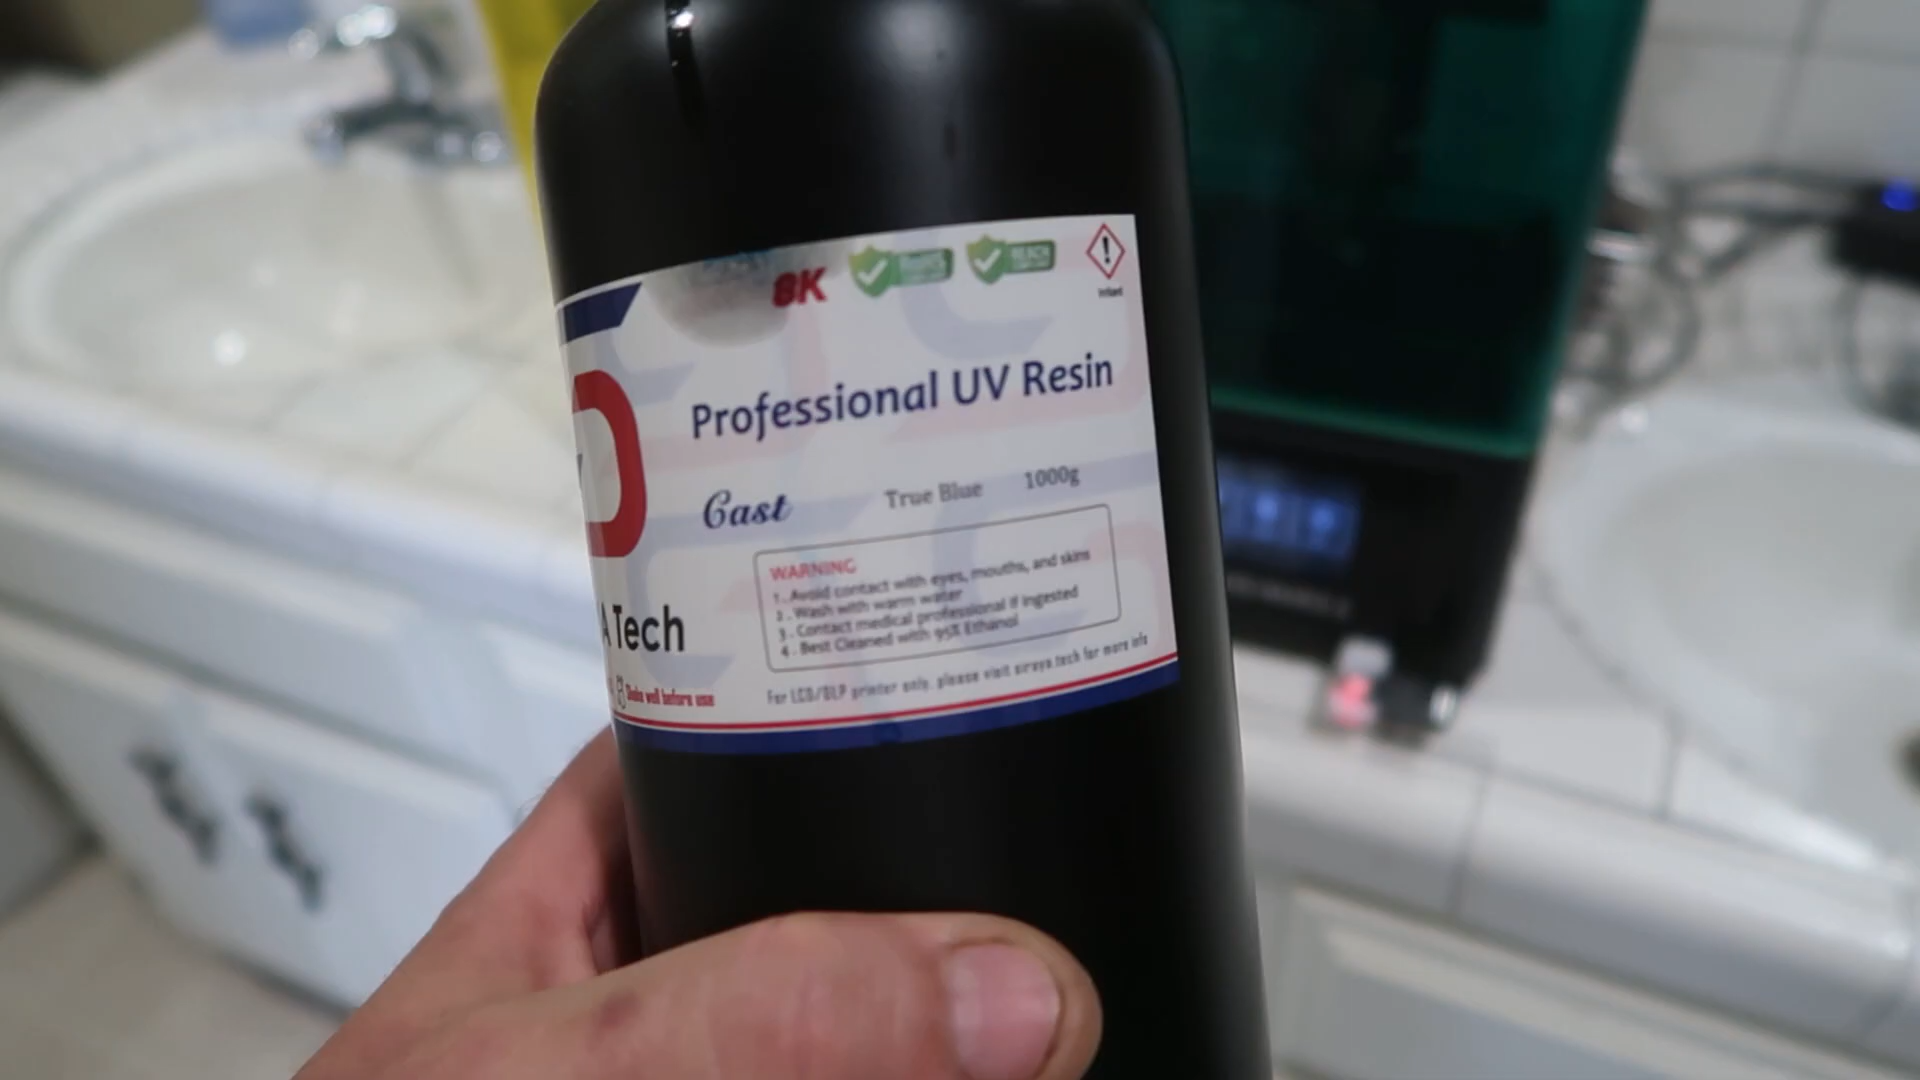 8K
REACH
Irritant
Professional UV Resin
Cast
True Blue
1000g
WARNING
1. Avoid contact with eyes, mouths, and skins
2. Wash with warm water
3. Contact medical professional if ingested
4. Best Cleaned with 95% Ethanol
A Tech
Shake well before use
For LCD/DLP printer only, please visit siraya.tech for more info